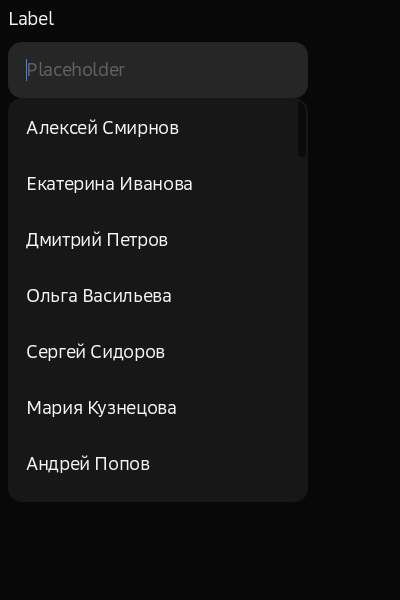 Label
Placeholder
Алексей Смирнов
Екатерина Иванова
Дмитрий Петров
Ольга Васильева
Сергей Сидоров
Мария Кузнецова
Андрей Попов